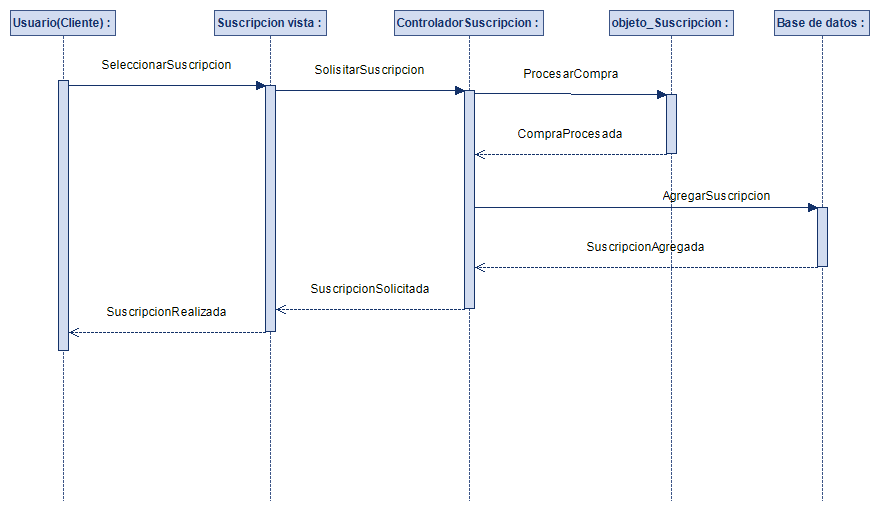 Usuario(Cliente) :
Suscripcion vista :
ControladorSuscripcion :
objeto_Suscripcion :
Base de datos :
SeleccionarSuscripcion
SolisitarSuscripcion
ProcesarCompra
CompraProcesada
AgregarSuscripcion
SuscripcionAgregada
SuscripcionSolicitada
SuscripcionRealizada